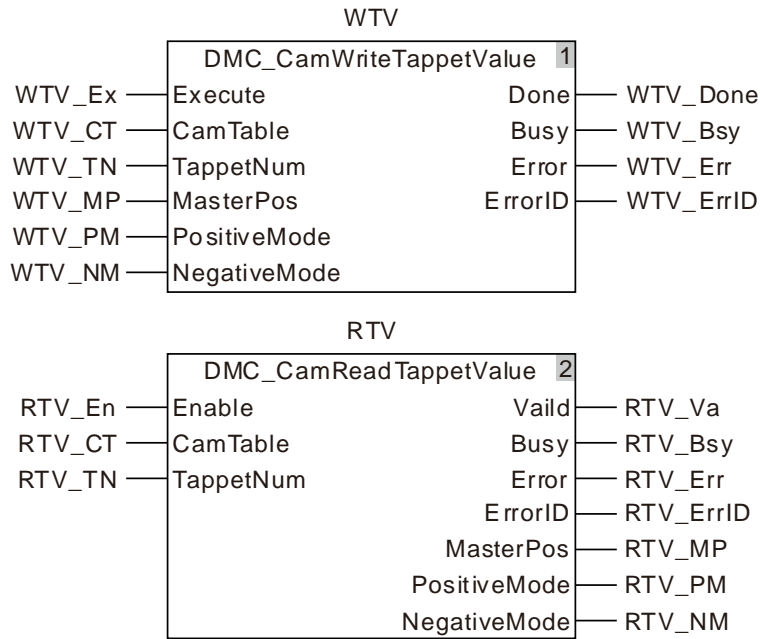 WTV
DMC_CamWriteTappetValue 1
WTV_Ex Execute Done WTV_Done
WTV_CT CamTable Busy WTV_Bsy
WTV_TN TappetNum Error WTV_Err
WTV_MP MasterPos ErrorID WTV_ErrID
WTV_PM PositiveMode
WTV_NM NegativeMode
RTV
DMC_CamReadTappetValue 2
RTV_En Enable Vaild RTV_Va
RTV_CT CamTable Busy RTV_Bsy
RTV_TN TappetNum Error RTV_Err
ErrorID RTV_ErrID
MasterPos RTV_MP
PositiveMode RTV_PM
NegativeMode RTV_NM